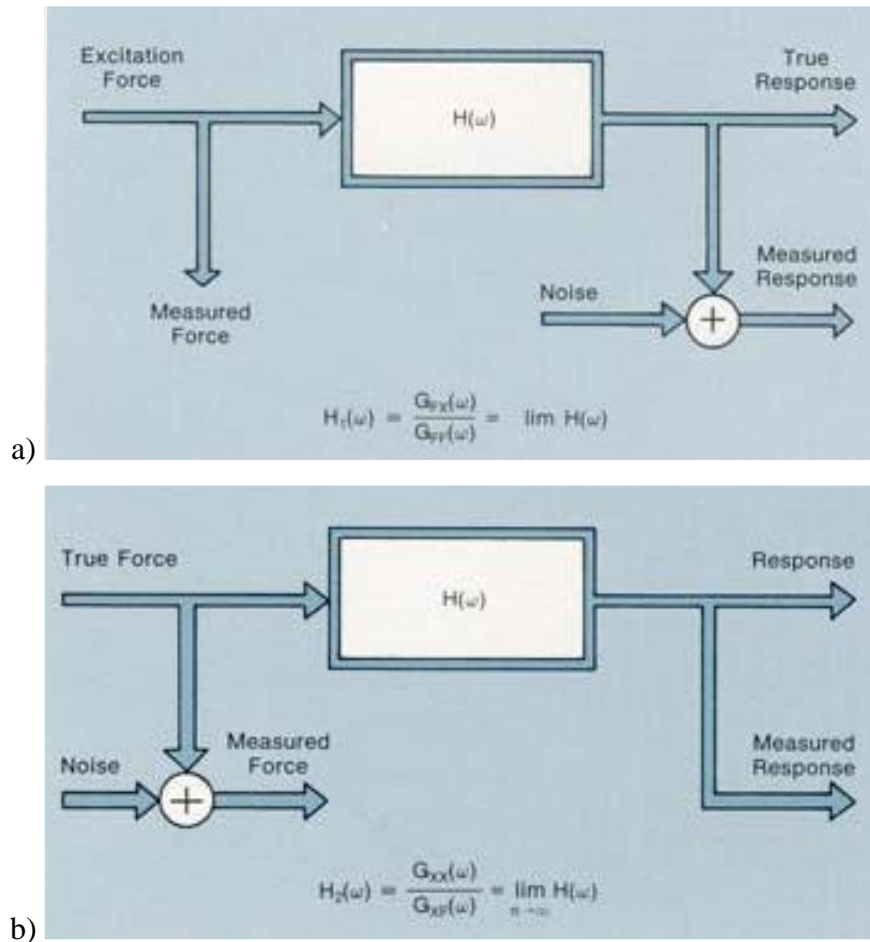 Excitation
Force
H(ω)
True
Response
Measured
Force
Noise
Measured
Response
H₁(ω) = G_FX(ω) / G_FF(ω) = lim H(ω)
a)
True Force
H(ω)
Response
Noise
Measured
Force
Measured
Response
H₂(ω) = G_XX(ω) / G_XF(ω) = lim n→∞ H(ω)
b)